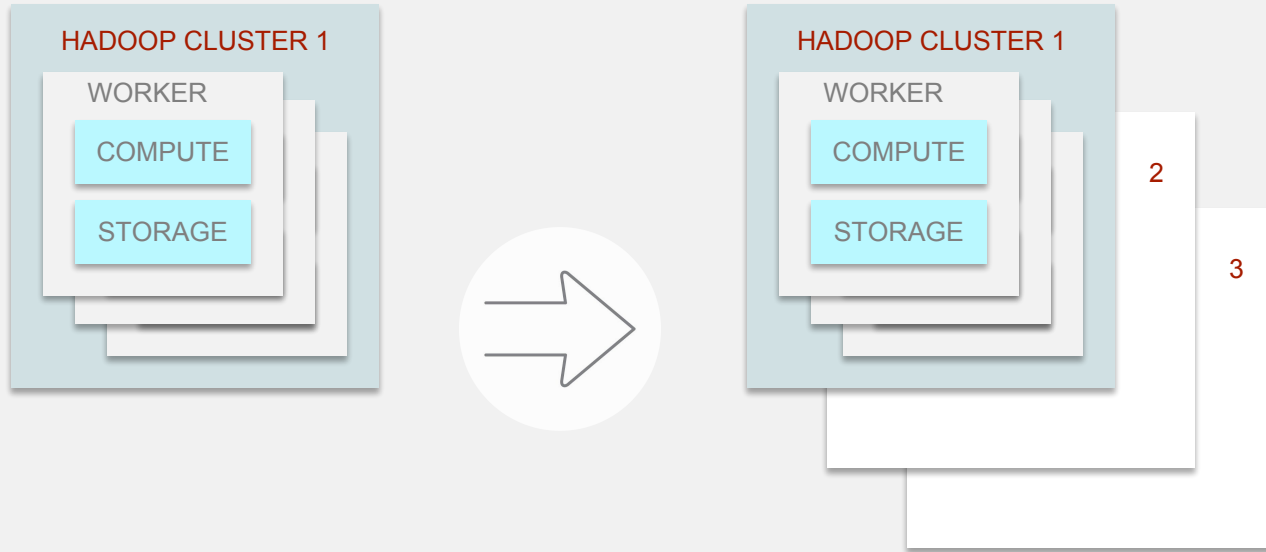 HADOOP CLUSTER 1
WORKER
COMPUTE
STORAGE
HADOOP CLUSTER 1
WORKER
COMPUTE
STORAGE
2
3